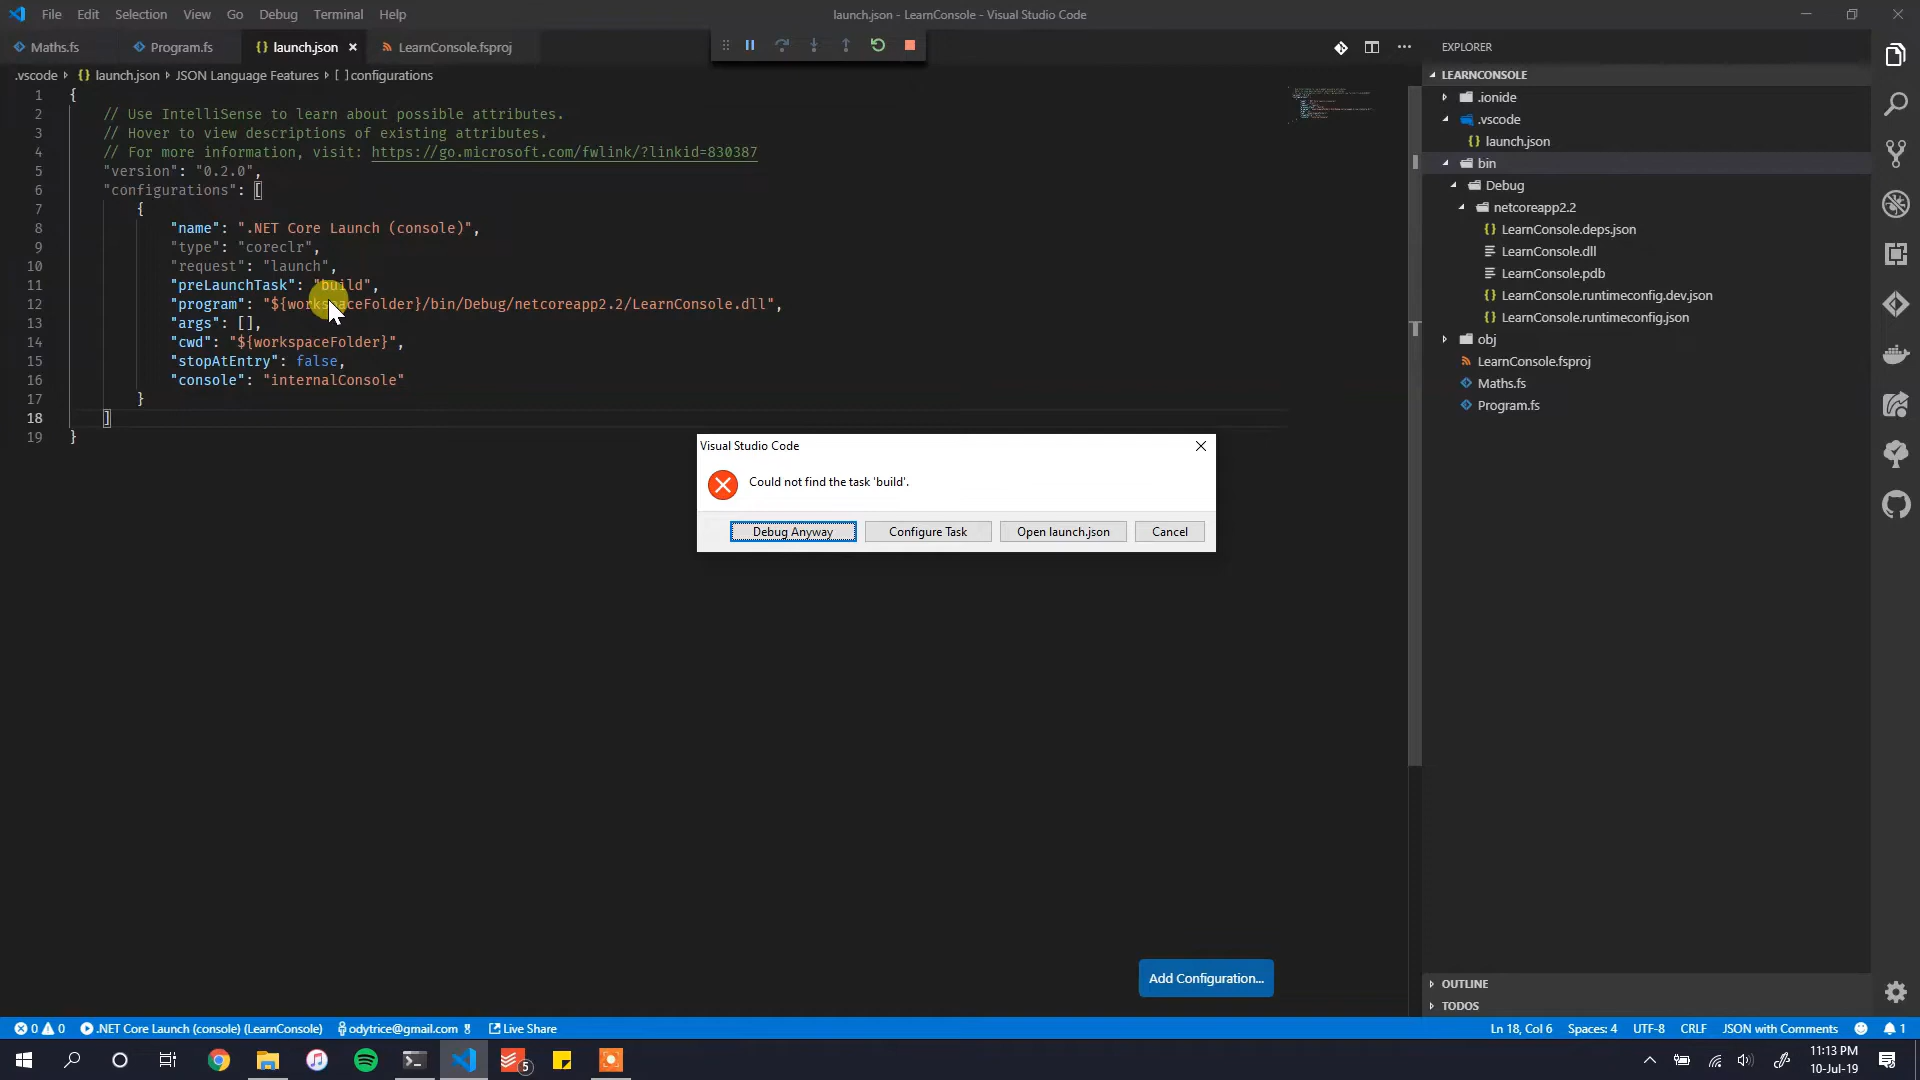 File Edit Selection View Go Debug Terminal Help
launch.json - LearnConsole - Visual Studio Code
Maths.fs Program.fs launch.json LearnConsole.fsproj
.vscode launch.json JSON Language Features [ ] configurations
1 {
2 // Use IntelliSense to learn about possible attributes.
3 // Hover to view descriptions of existing attributes.
4 // For more information, visit: https://go.microsoft.com/fwlink/?linkid=830387
5 "version": "0.2.0",
6 "configurations": [
7 {
8 "name": ".NET Core Launch (console)",
9 "type": "coreclr",
10 "request": "launch",
11 "preLaunchTask": "build",
12 "program": "${workspaceFolder}/bin/Debug/netcoreapp2.2/LearnConsole.dll",
13 "args": [],
14 "cwd": "${workspaceFolder}",
15 "stopAtEntry": false,
16 "console": "internalConsole"
17 }
18 ]
19 }
Visual Studio Code
Could not find the task 'build'.
Debug Anyway Configure Task Open launch.json Cancel
Add Configuration...
EXPLORER
LEARNCONSOLE
.ionide
.vscode
launch.json
bin
Debug
netcoreapp2.2
LearnConsole.deps.json
LearnConsole.dll
LearnConsole.pdb
LearnConsole.runtimeconfig.dev.json
LearnConsole.runtimeconfig.json
obj
LearnConsole.fsproj
Maths.fs
Program.fs
OUTLINE
TODOS
0 0 .NET Core Launch (console) (LearnConsole) odytrice@gmail.com Live Share
Ln 18, Col 6 Spaces: 4 UTF-8 CRLF JSON with Comments 1
5
11:13 PM
10-Jul-19